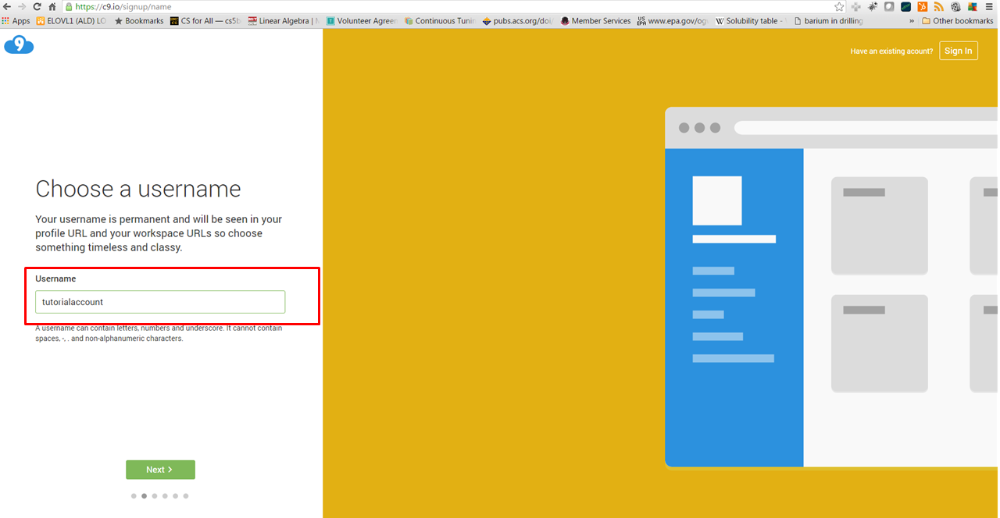 https://c9.io/signup/name
Apps ELOVL1 (ALD) LO Bookmarks CS for All — cs5b Linear Algebra | Volunteer Agreen Continuous Tunin pubs.acs.org/doi/ Member Services US EPA www.epa.gov/og Solubility table - barium in drilling » Other bookmarks
9
Have an existing acount? Sign In
Choose a username
Your username is permanent and will be seen in your
profile URL and your workspace URLs so choose
something timeless and classy.
Username
tutorialaccount
A username can contain letters, numbers and underscore. It cannot contain
spaces, -, . and non-alphanumeric characters.
Next >